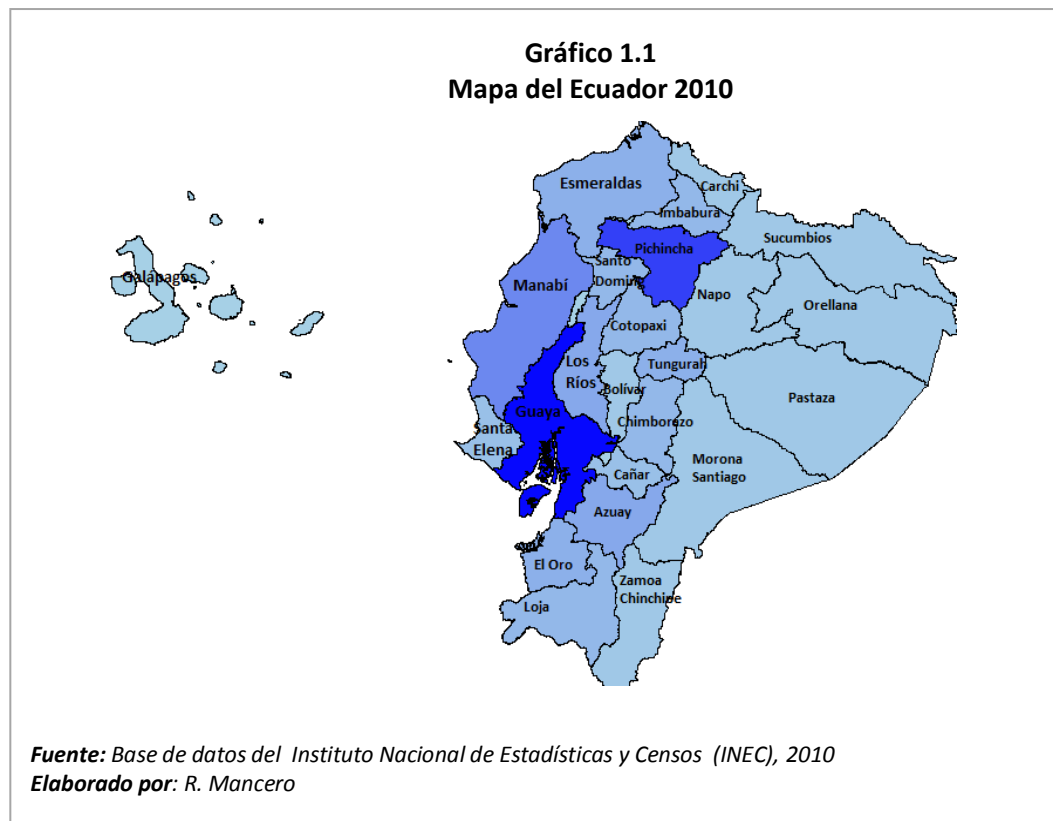 Gráfico 1.1
Mapa del Ecuador 2010
Esmeraldas
Carchi
Imbabura
Sucumbios
Pichincha
Galápagos
Santo
Doming
Manabí
Napo
Orellana
Cotopaxi
Los
Ríos
Tungurah
Bolívar
Pastaza
Guaya
Chimborazo
Santa
Elena
Morona
Santiago
Cañar
Azuay
El Oro
Zamoa
Chinchipe
Loja
Fuente: Base de datos del Instituto Nacional de Estadísticas y Censos (INEC), 2010
Elaborado por: R. Mancero